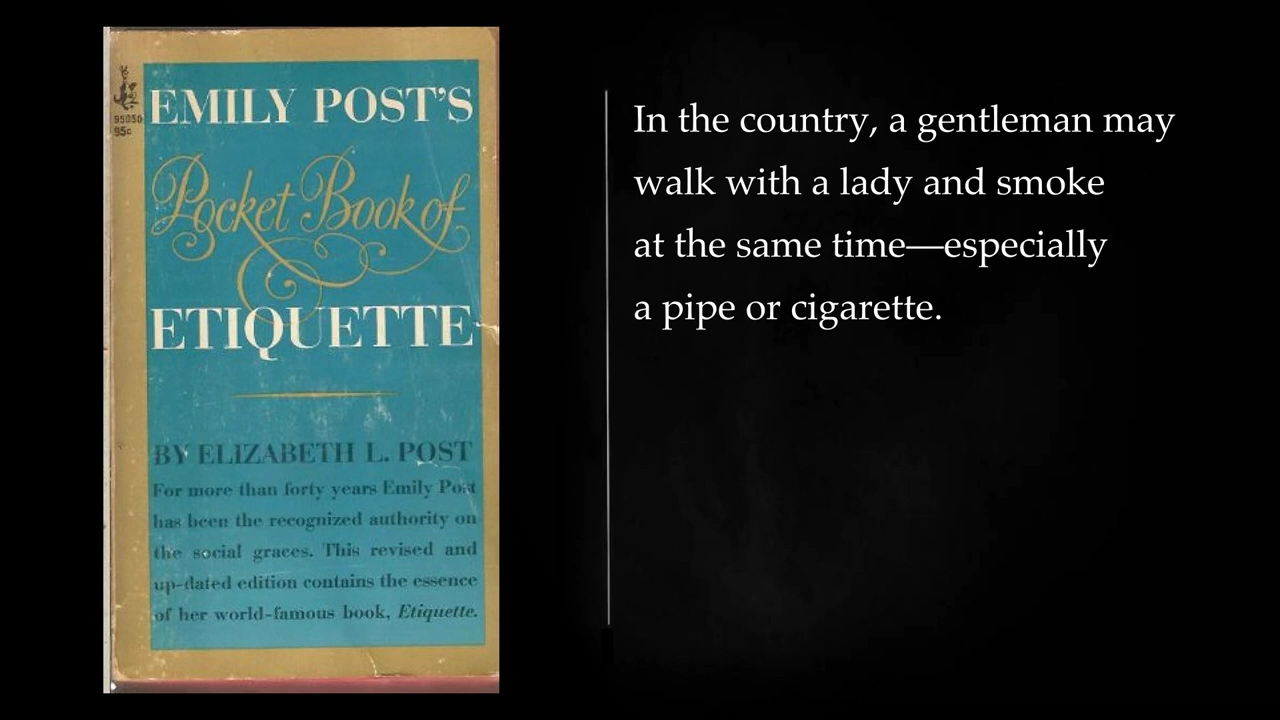 95050
95c
EMILY POST'S
Pocket Book of
ETIQUETTE
BY ELIZABETH L. POST
For more than forty years Emily Post
has been the recognized authority on
the social graces. This revised and
up-dated edition contains the essence
of her world-famous book, Etiquette.
In the country, a gentleman may
walk with a lady and smoke
at the same time—especially
a pipe or cigarette.